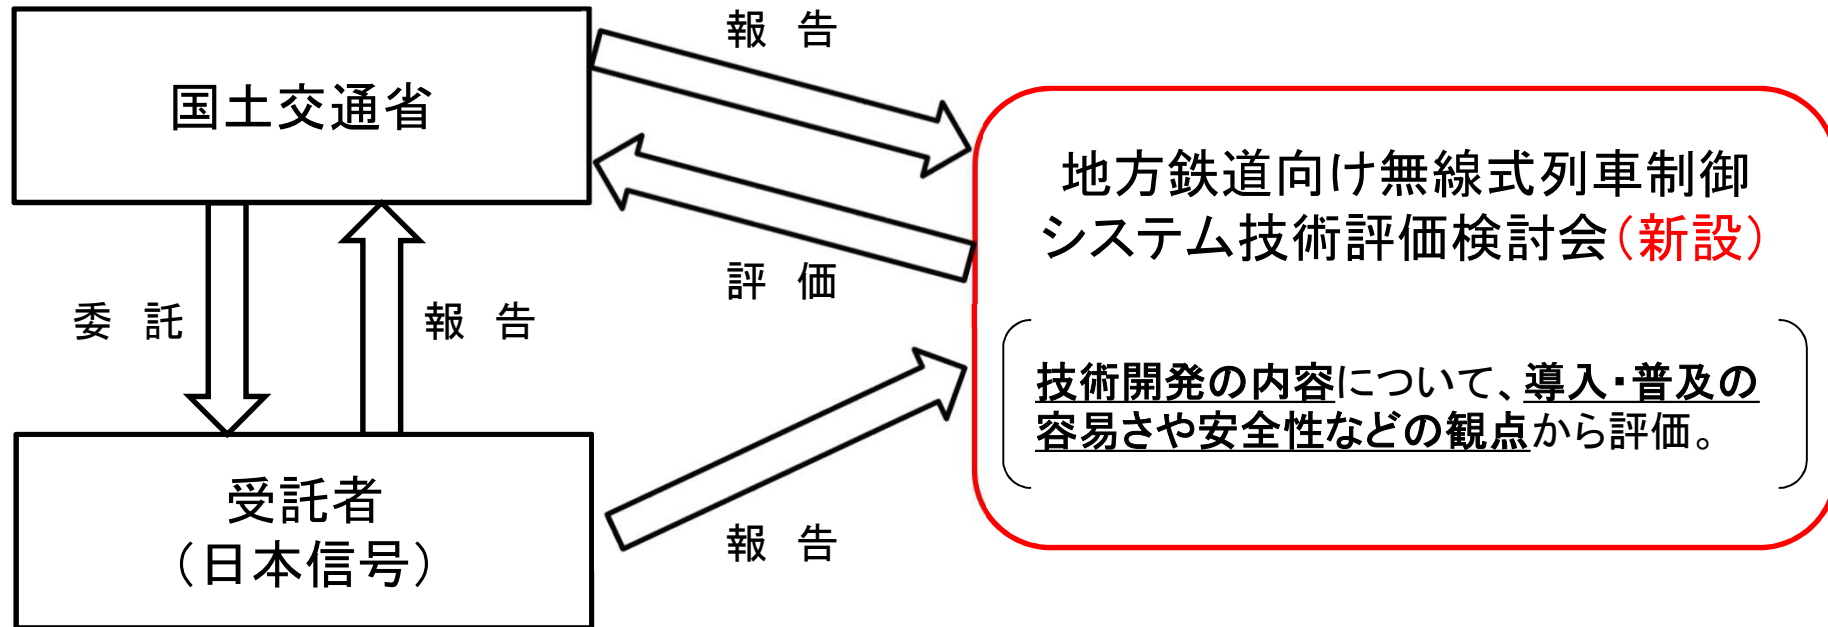 報 告
国土交通省
地方鉄道向け無線式列車制御
システム技術評価検討会（新設）
評 価
委 託
報 告
技術開発の内容について、導入・普及の
容易さや安全性などの観点から評価。
受託者
（日本信号）
報 告